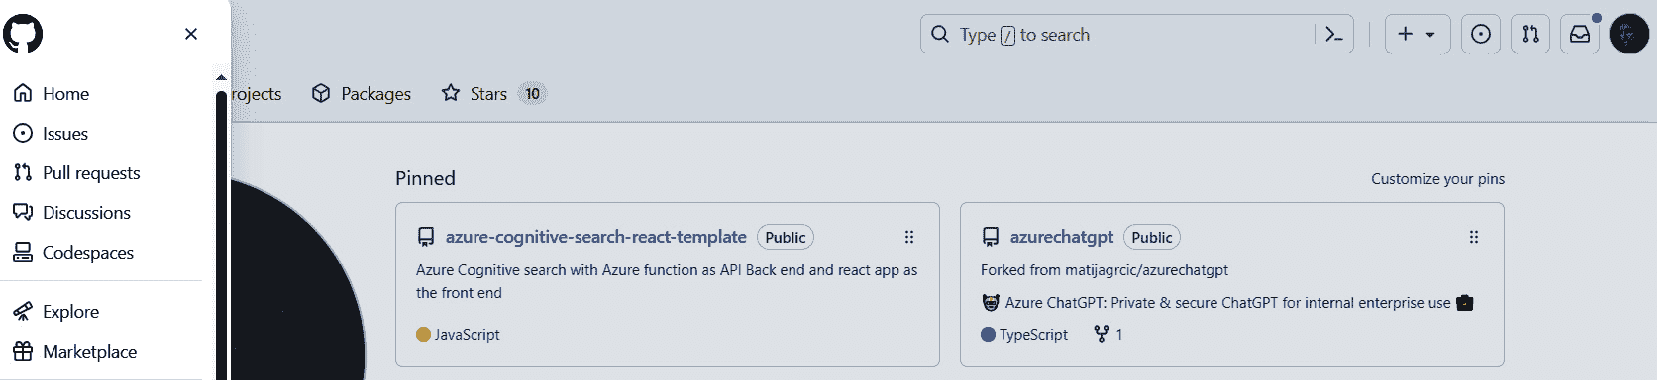 Type / to search
Home
Issues
Pull requests
Discussions
Codespaces
Explore
Marketplace
rojects
Packages
Stars 10
Pinned
Customize your pins
azure-cognitive-search-react-template Public
Azure Cognitive search with Azure function as API Back end and react app as
the front end
JavaScript
azurechatgpt Public
Forked from matijagrcic/azurechatgpt
Azure ChatGPT: Private & secure ChatGPT for internal enterprise use
TypeScript 1